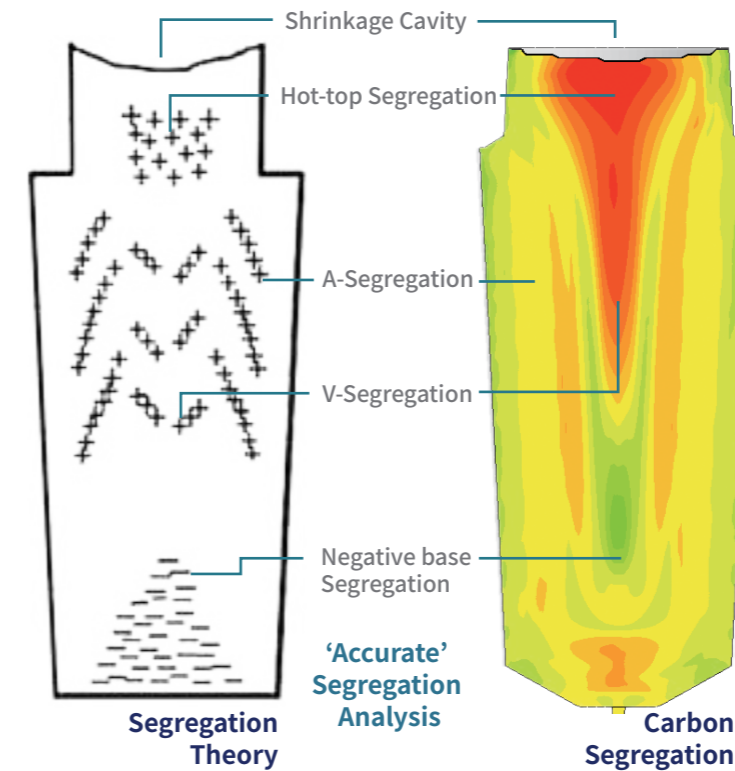 Shrinkage Cavity
Hot-top Segregation
A-Segregation
V-Segregation
Negative base
Segregation
‘Accurate’
Segregation
Analysis
Segregation
Theory
Carbon
Segregation